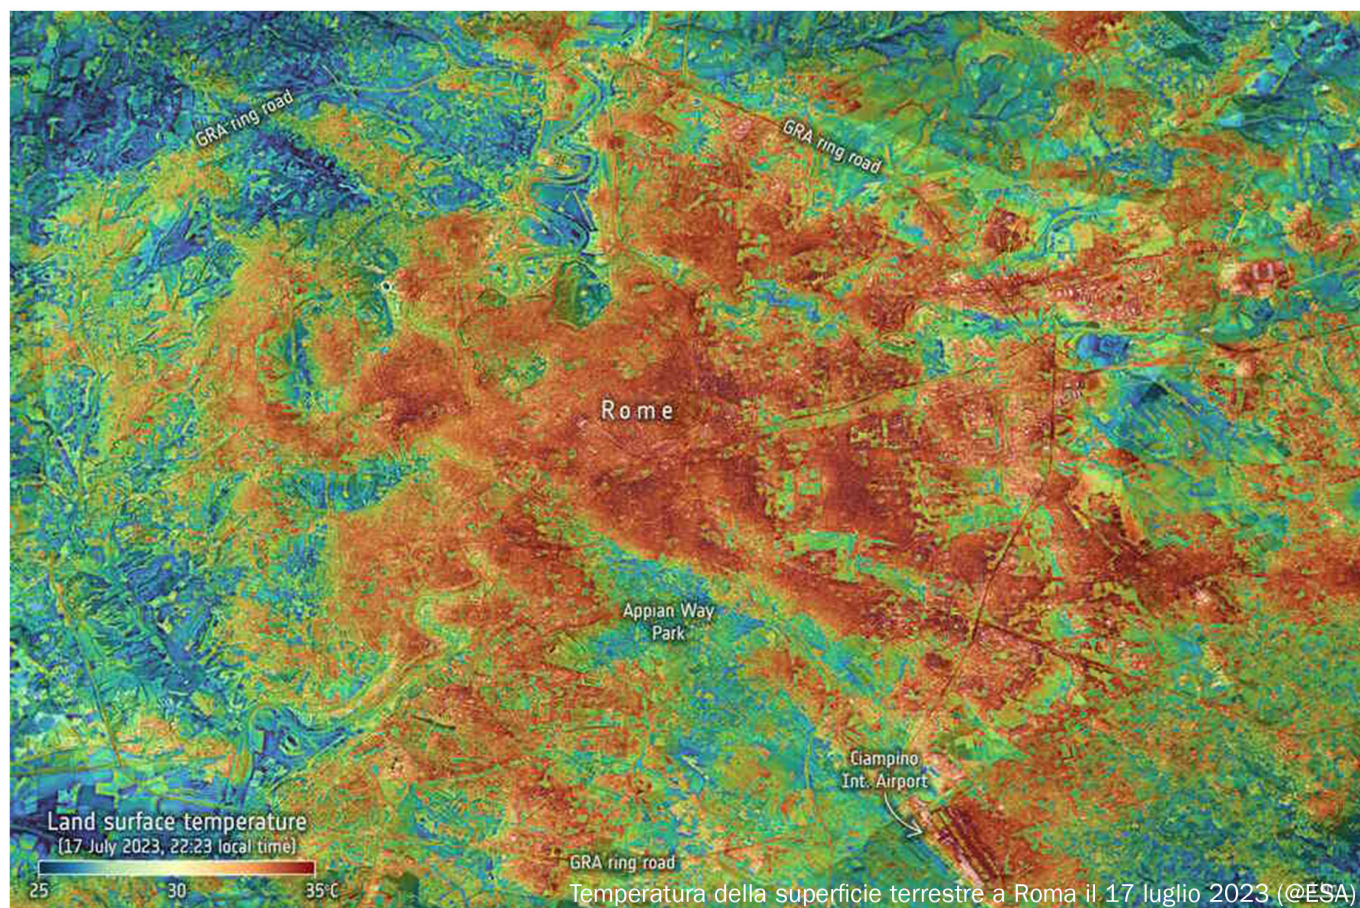 GRA ring road
GRA ring road
Rome
Appian Way
Park
Ciampino
Int. Airport
Land surface temperature
(17 July 2023, 22:23 local time)
25 30 35°C
GRA ring road
Temperatura della superficie terrestre a Roma il 17 luglio 2023 (@ESA)